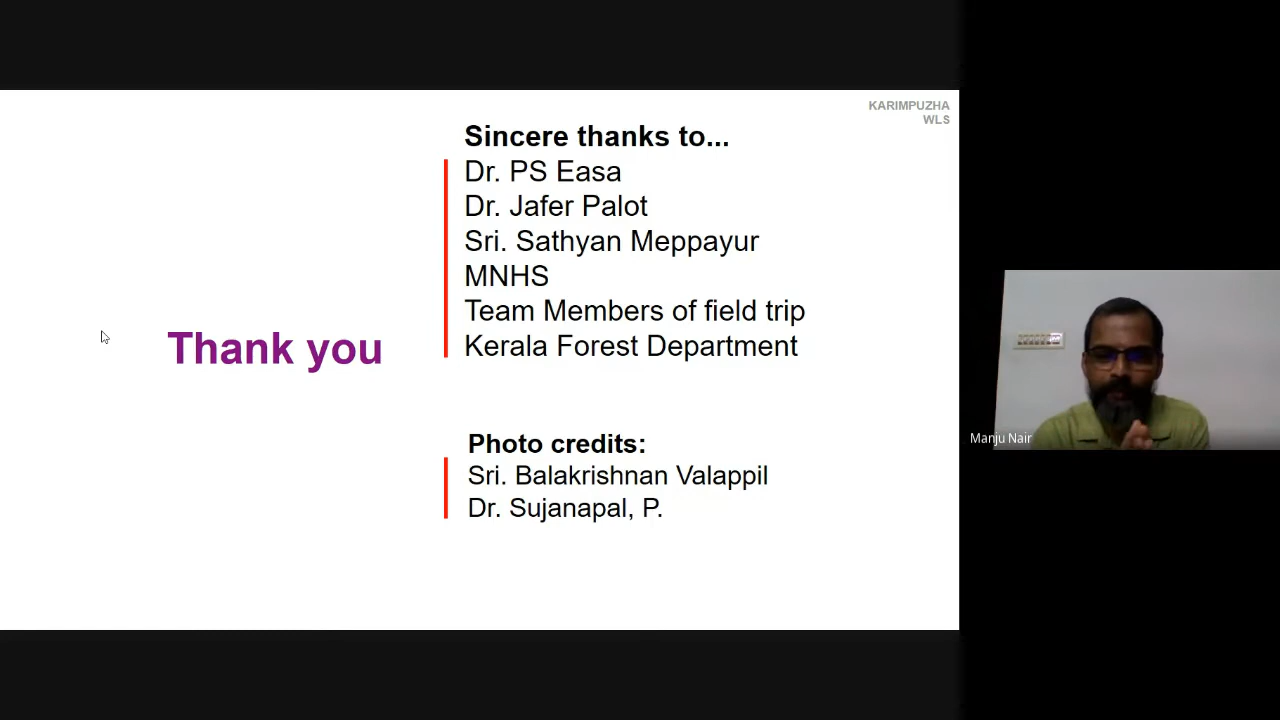 KARIMPUZHA
WLS
Sincere thanks to...
Dr. PS Easa
Dr. Jafer Palot
Sri. Sathyan Meppayur
MNHS
Team Members of field trip
Kerala Forest Department
Thank you
Photo credits:
Sri. Balakrishnan Valappil
Dr. Sujanapal, P.
Manju Nair